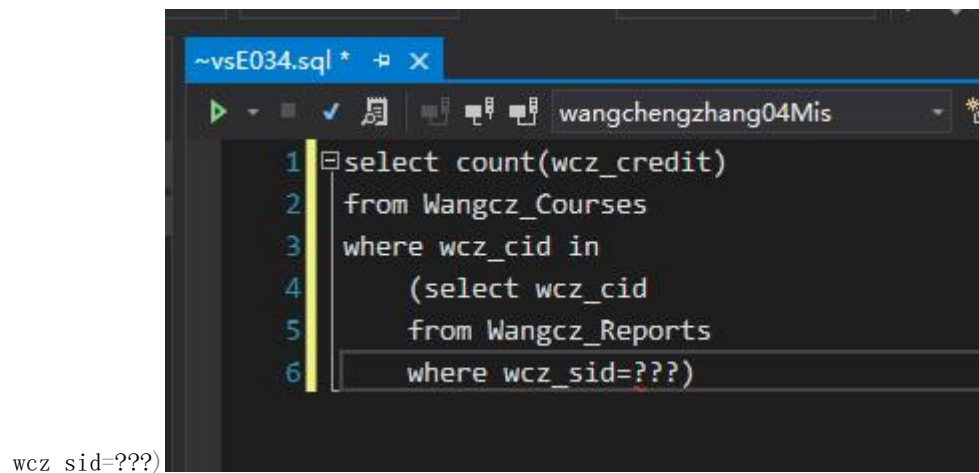 ~vsE034.sql *
wangchengzhang04Mis
1 select count(wcz_credit)
2 from Wangcz_Courses
3 where wcz_cid in
4 (select wcz_cid
5 from Wangcz_Reports
6 where wcz_sid=???)
wcz sid=???)